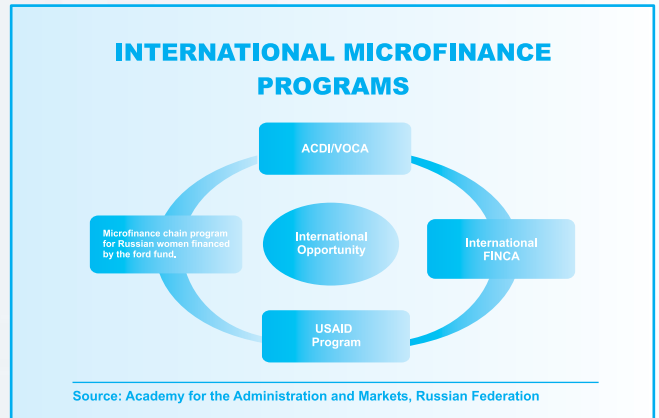 INTERNATIONAL MICROFINANCE
PROGRAMS
ACDI/VOCA
Microfinance chain program
for Russian women financed
by the ford fund.
International
Opportunity
International
FINCA
USAID
Program
Source: Academy for the Administration and Markets, Russian Federation